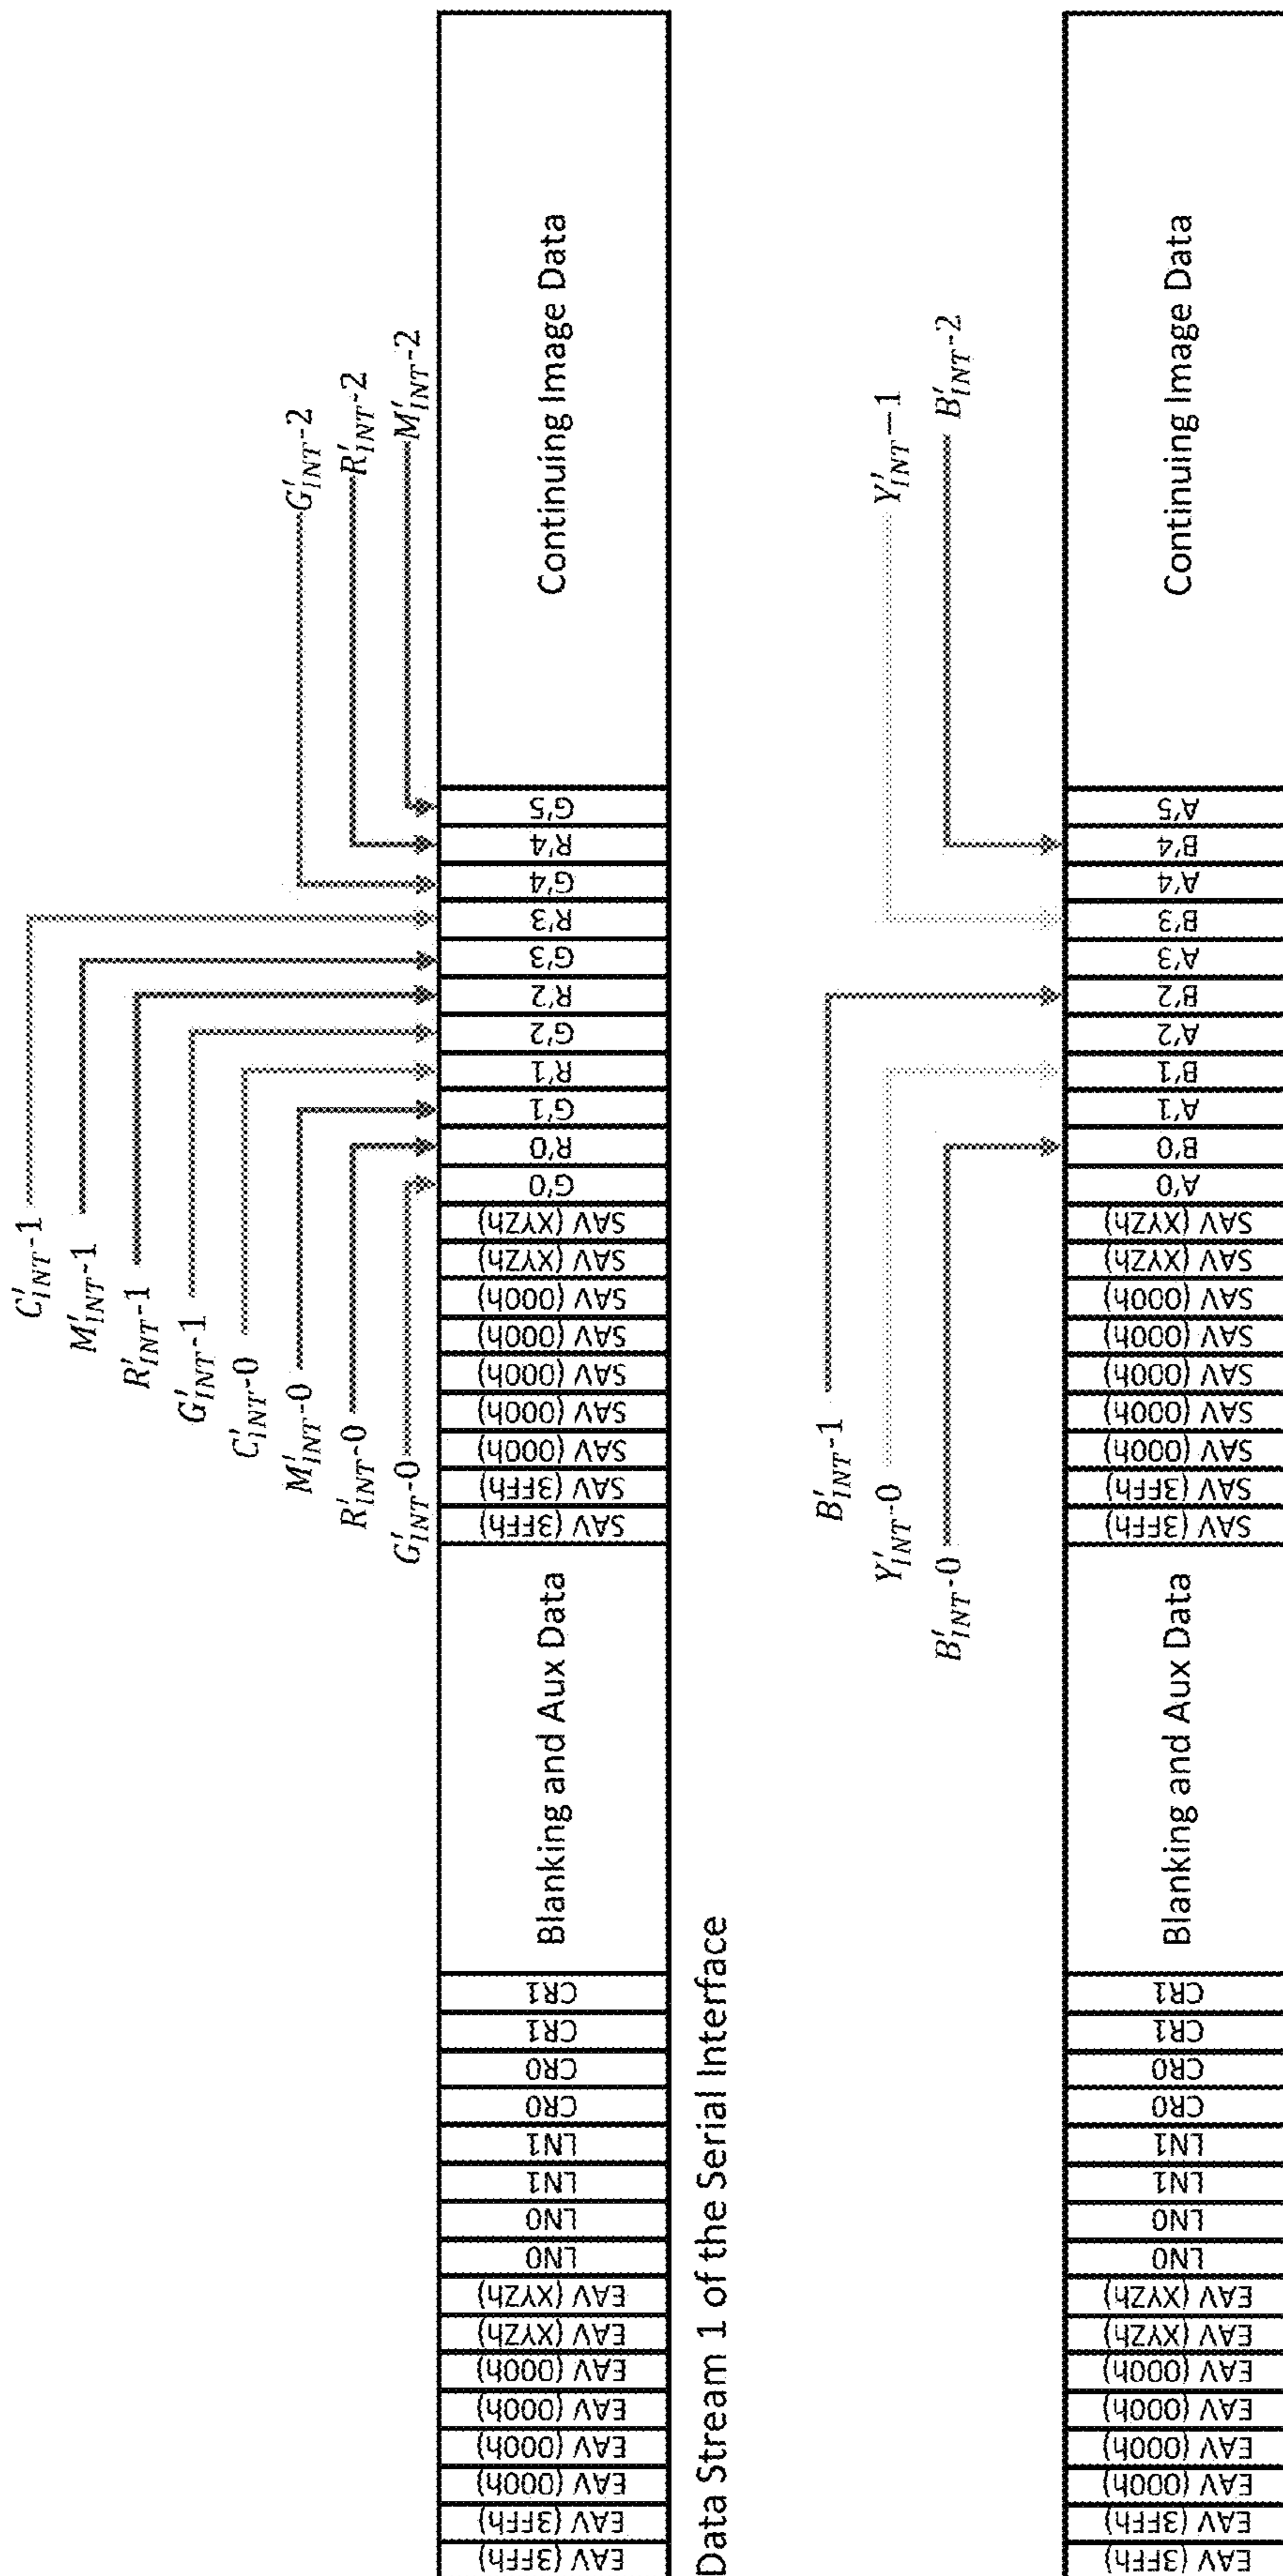 C'INT-1
M'INT-1
R'INT-1
G'INT-1
C'INT-0
M'INT-0
G'INT-2
R'INT-0
R'INT-2
G'INT-0
M'INT-2
EAV (3FFh)
EAV (3FFh)
EAV (000h)
EAV (000h)
EAV (000h)
EAV (000h)
EAV (XYZh)
EAV (XYZh)
LN0
LN0
LN1
LN1
CR0
CR0
CR1
CR1
Blanking and Aux Data
SAV (3FFh)
SAV (3FFh)
SAV (000h)
SAV (000h)
SAV (000h)
SAV (000h)
SAV (000h)
SAV (XYZh)
SAV (XYZh)
G'0
R'0
G'1
R'1
G'2
R'2
G'3
R'3
G'4
R'4
G'5
Continuing Image Data
Data Stream 1 of the Serial Interface
B'INT-1
Y'INT-0
Y'INT—1
B'INT-0
B'INT-2
EAV (3FFh)
EAV (3FFh)
EAV (000h)
EAV (000h)
EAV (000h)
EAV (000h)
EAV (XYZh)
EAV (XYZh)
LN0
LN0
LN1
LN1
CR0
CR0
CR1
CR1
Blanking and Aux Data
SAV (3FFh)
SAV (3FFh)
SAV (000h)
SAV (000h)
SAV (000h)
SAV (000h)
SAV (000h)
SAV (XYZh)
SAV (XYZh)
A'0
B'0
A'1
B'1
A'2
B'2
A'3
B'3
A'4
B'4
A'5
Continuing Image Data